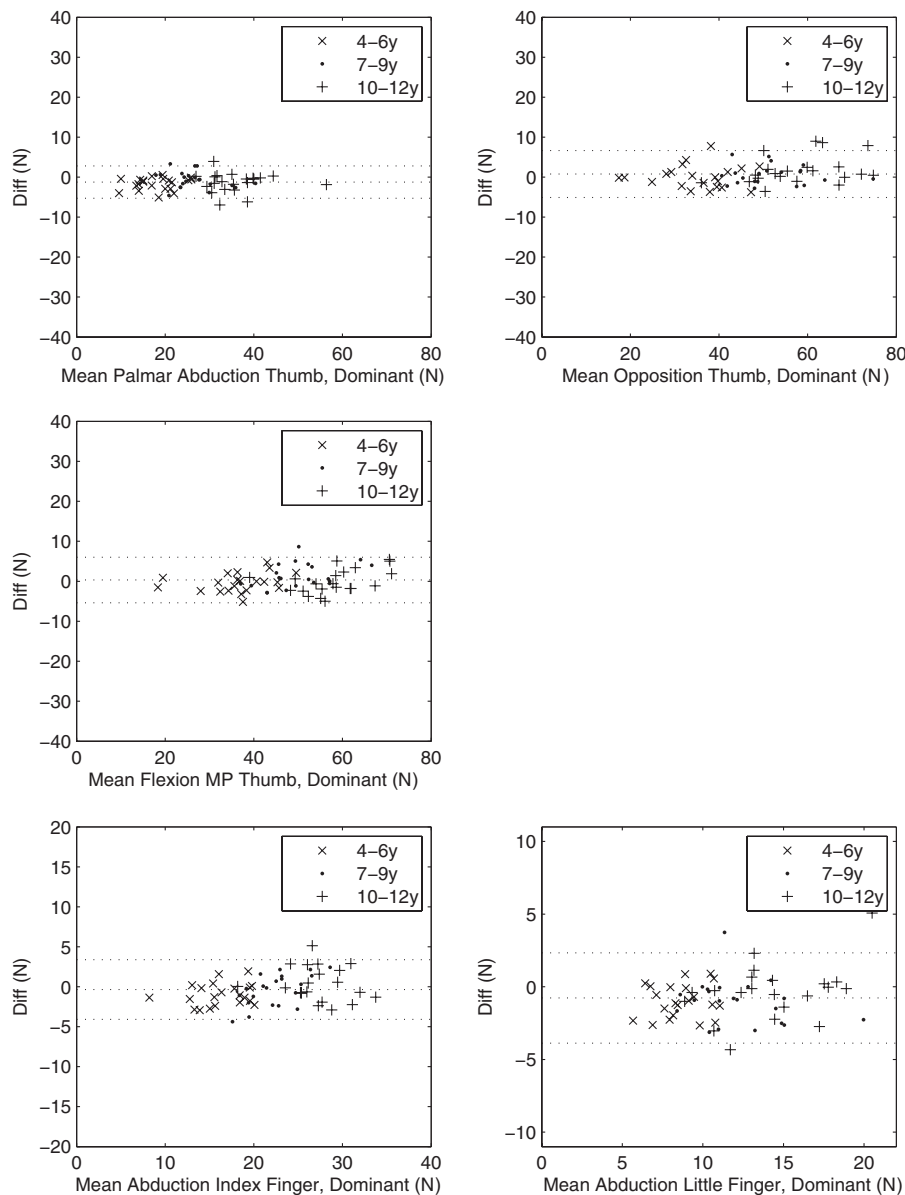 40
30
20
10
0
−10
−20
−30
−40
Diff (N)
4−6y
7−9y
10−12y
0 20 40 60 80
Mean Palmar Abduction Thumb, Dominant (N)
40
30
20
10
0
−10
−20
−30
−40
Diff (N)
4−6y
7−9y
10−12y
0 20 40 60 80
Mean Opposition Thumb, Dominant (N)
40
30
20
10
0
−10
−20
−30
−40
Diff (N)
4−6y
7−9y
10−12y
0 20 40 60 80
Mean Flexion MP Thumb, Dominant (N)
20
15
10
5
0
−5
−10
−15
−20
Diff (N)
4−6y
7−9y
10−12y
0 10 20 30 40
Mean Abduction Index Finger, Dominant (N)
10
5
0
−5
−10
Diff (N)
4−6y
7−9y
10−12y
0 5 10 15 20
Mean Abduction Little Finger, Dominant (N)